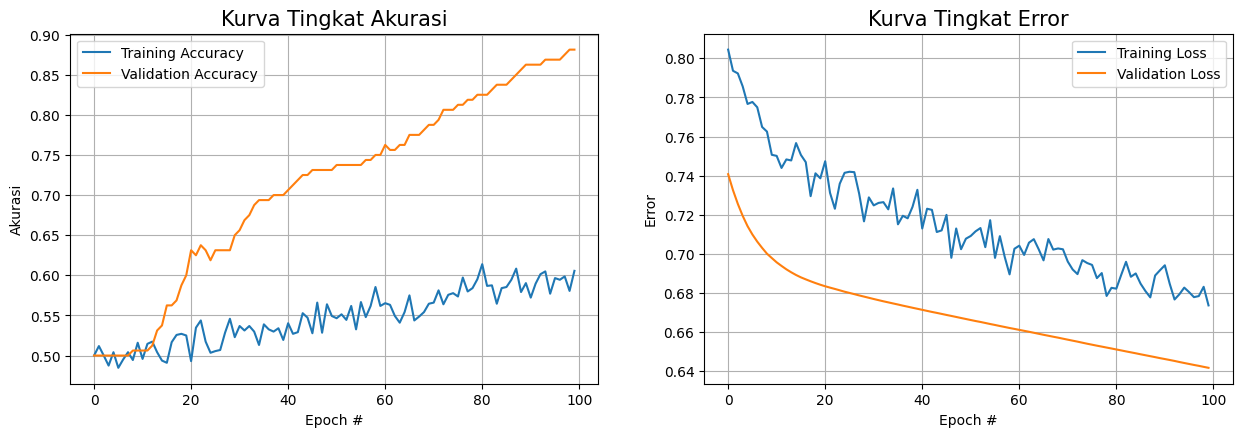 Kurva Tingkat Akurasi
0.90
0.85
0.80
0.75
0.70
0.65
0.60
0.55
0.50
Akurasi
Training Accuracy
Validation Accuracy
0 20 40 60 80 100
Epoch #
Kurva Tingkat Error
0.80
0.78
0.76
0.74
0.72
0.70
0.68
0.66
0.64
Error
Training Loss
Validation Loss
0 20 40 60 80 100
Epoch #